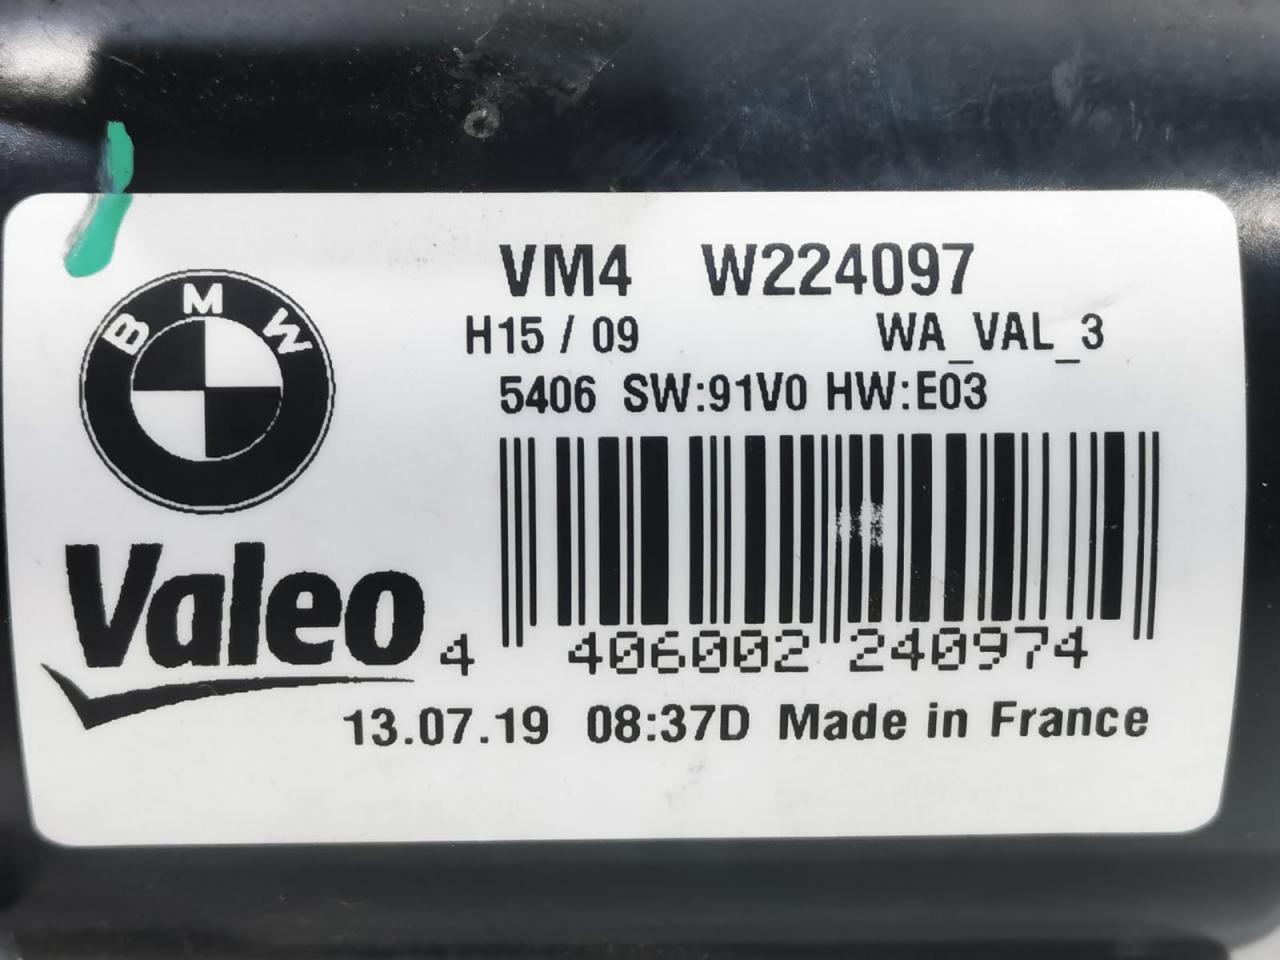 VM4 W224097
BMW
H15 / 09 WA_VAL_3
5406 SW:91V0 HW:E03
Valeo
4 406002 240974
13.07.19 08:37D Made in France